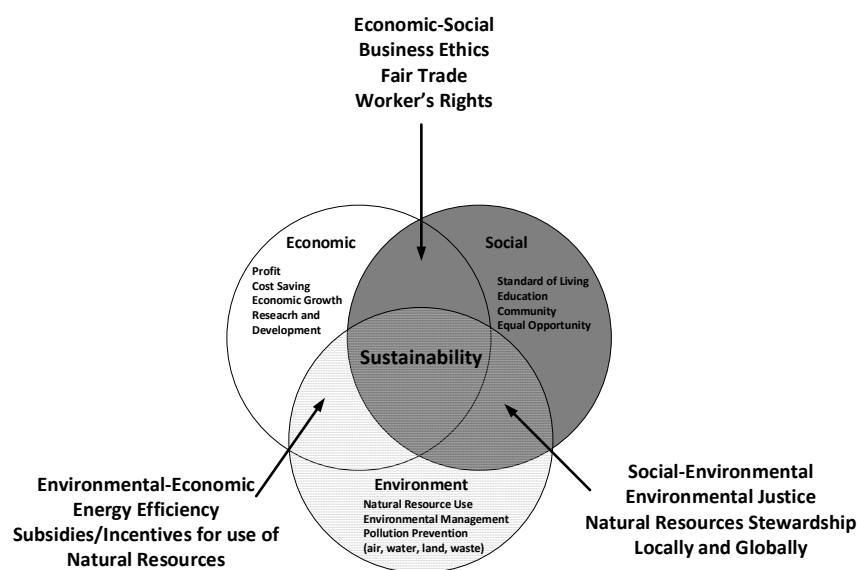 Economic-Social
Business Ethics
Fair Trade
Worker's Rights
Economic
Profit
Cost Saving
Economic Growth
Reseacrh and
Development
Social
Standard of Living
Education
Community
Equal Opportunity
Sustainability
Environment
Natural Resource Use
Environmental Management
Pollution Prevention
(air, water, land, waste)
Environmental-Economic
Energy Efficiency
Subsidies/Incentives for use of
Natural Resources
Social-Environmental
Environmental Justice
Natural Resources Stewardship
Locally and Globally